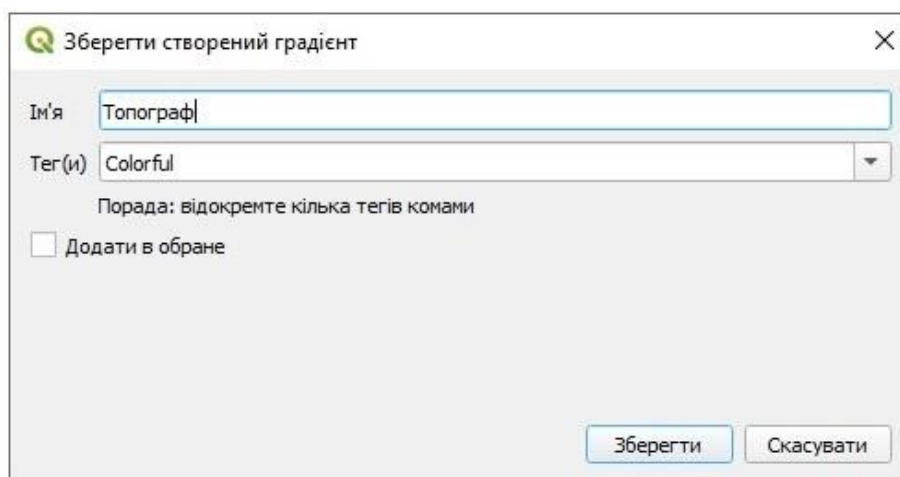 Зберегти створений градієнт
Ім'я Топограф
Тег(и) Colorful
Порада: відокремте кілька тегів комами
Додати в обране
Зберегти Скасувати